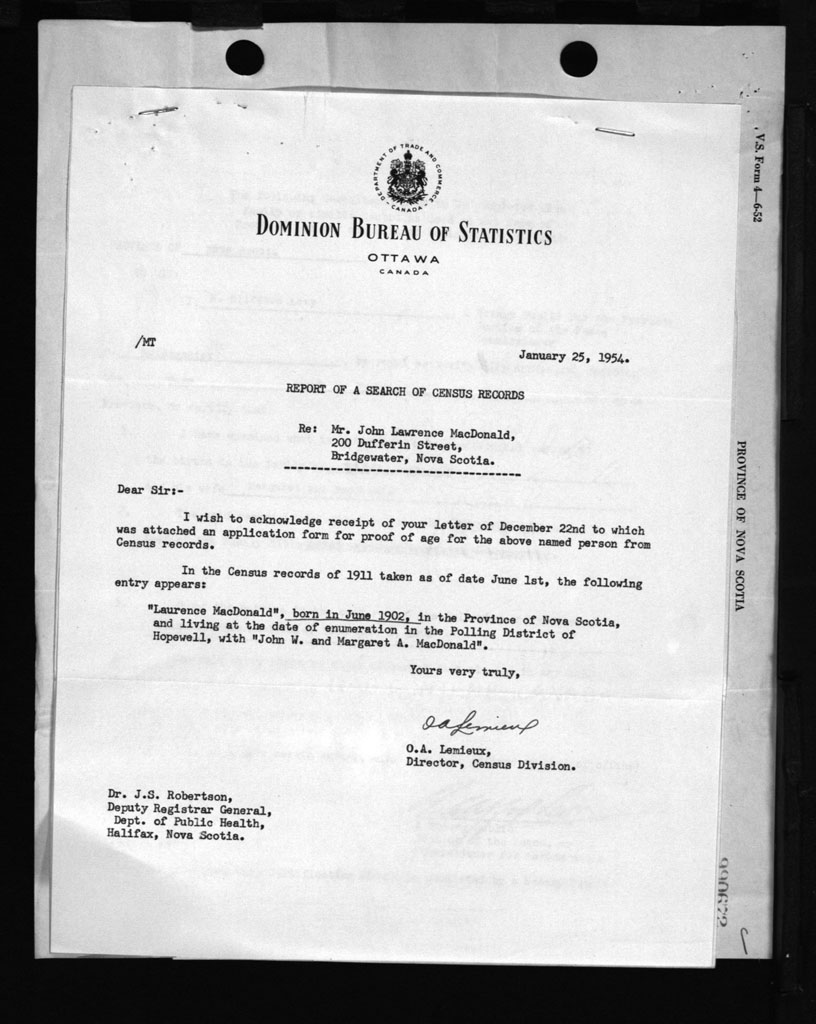 DEPARTMENT OF TRADE AND COMMERCE
CANADA
DOMINION BUREAU OF STATISTICS
OTTAWA
CANADA
/MT
January 25, 1954.
REPORT OF A SEARCH OF CENSUS RECORDS
Re: Mr. John Lawrence MacDonald,
200 Dufferin Street,
Bridgewater, Nova Scotia.
Dear Sir:-
I wish to acknowledge receipt of your letter of December 22nd to which
was attached an application form for proof of age for the above named person from
Census records.
In the Census records of 1911 taken as of date June 1st, the following
entry appears:
"Laurence MacDonald", born in June 1902, in the Province of Nova Scotia,
and living at the date of enumeration in the Polling District of
Hopewell, with "John W. and Margaret A. MacDonald".
Yours very truly,
O A Lemieux
O.A. Lemieux,
Director, Census Division.
Dr. J.S. Robertson,
Deputy Registrar General,
Dept. of Public Health,
Halifax, Nova Scotia.
V.S. Form 4—6-52
PROVINCE OF NOVA SCOTIA